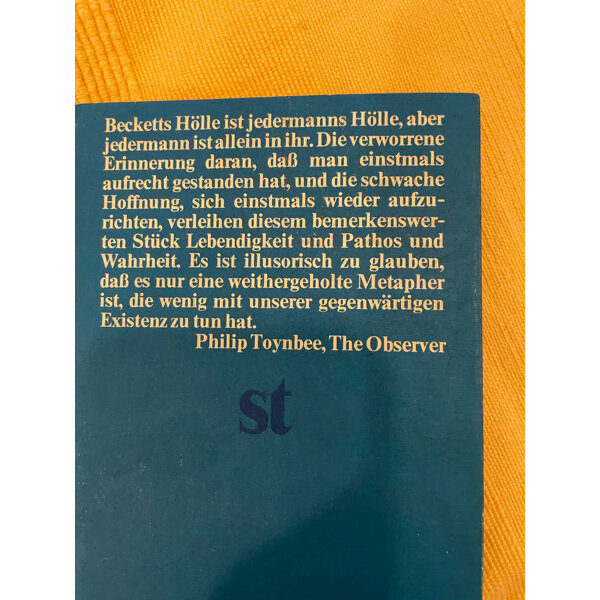 Becketts Hölle ist jedermanns Hölle, aber
jedermann ist allein in ihr. Die verworrene
Erinnerung daran, daß man einstmals
aufrecht gestanden hat, und die schwache
Hoffnung, sich einstmals wieder aufzu-
richten, verleihen diesem bemerkenswer-
ten Stück Lebendigkeit und Pathos und
Wahrheit. Es ist illusorisch zu glauben,
daß es nur eine weithergeholte Metapher
ist, die wenig mit unserer gegenwärtigen
Existenz zu tun hat.
Philip Toynbee, The Observer
st